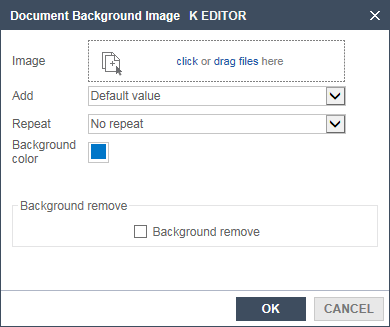 Document Background Image K EDITOR
Image
click or drag files here
Add
Default value
Repeat
No repeat
Background
color
Background remove
Background remove
OK
CANCEL